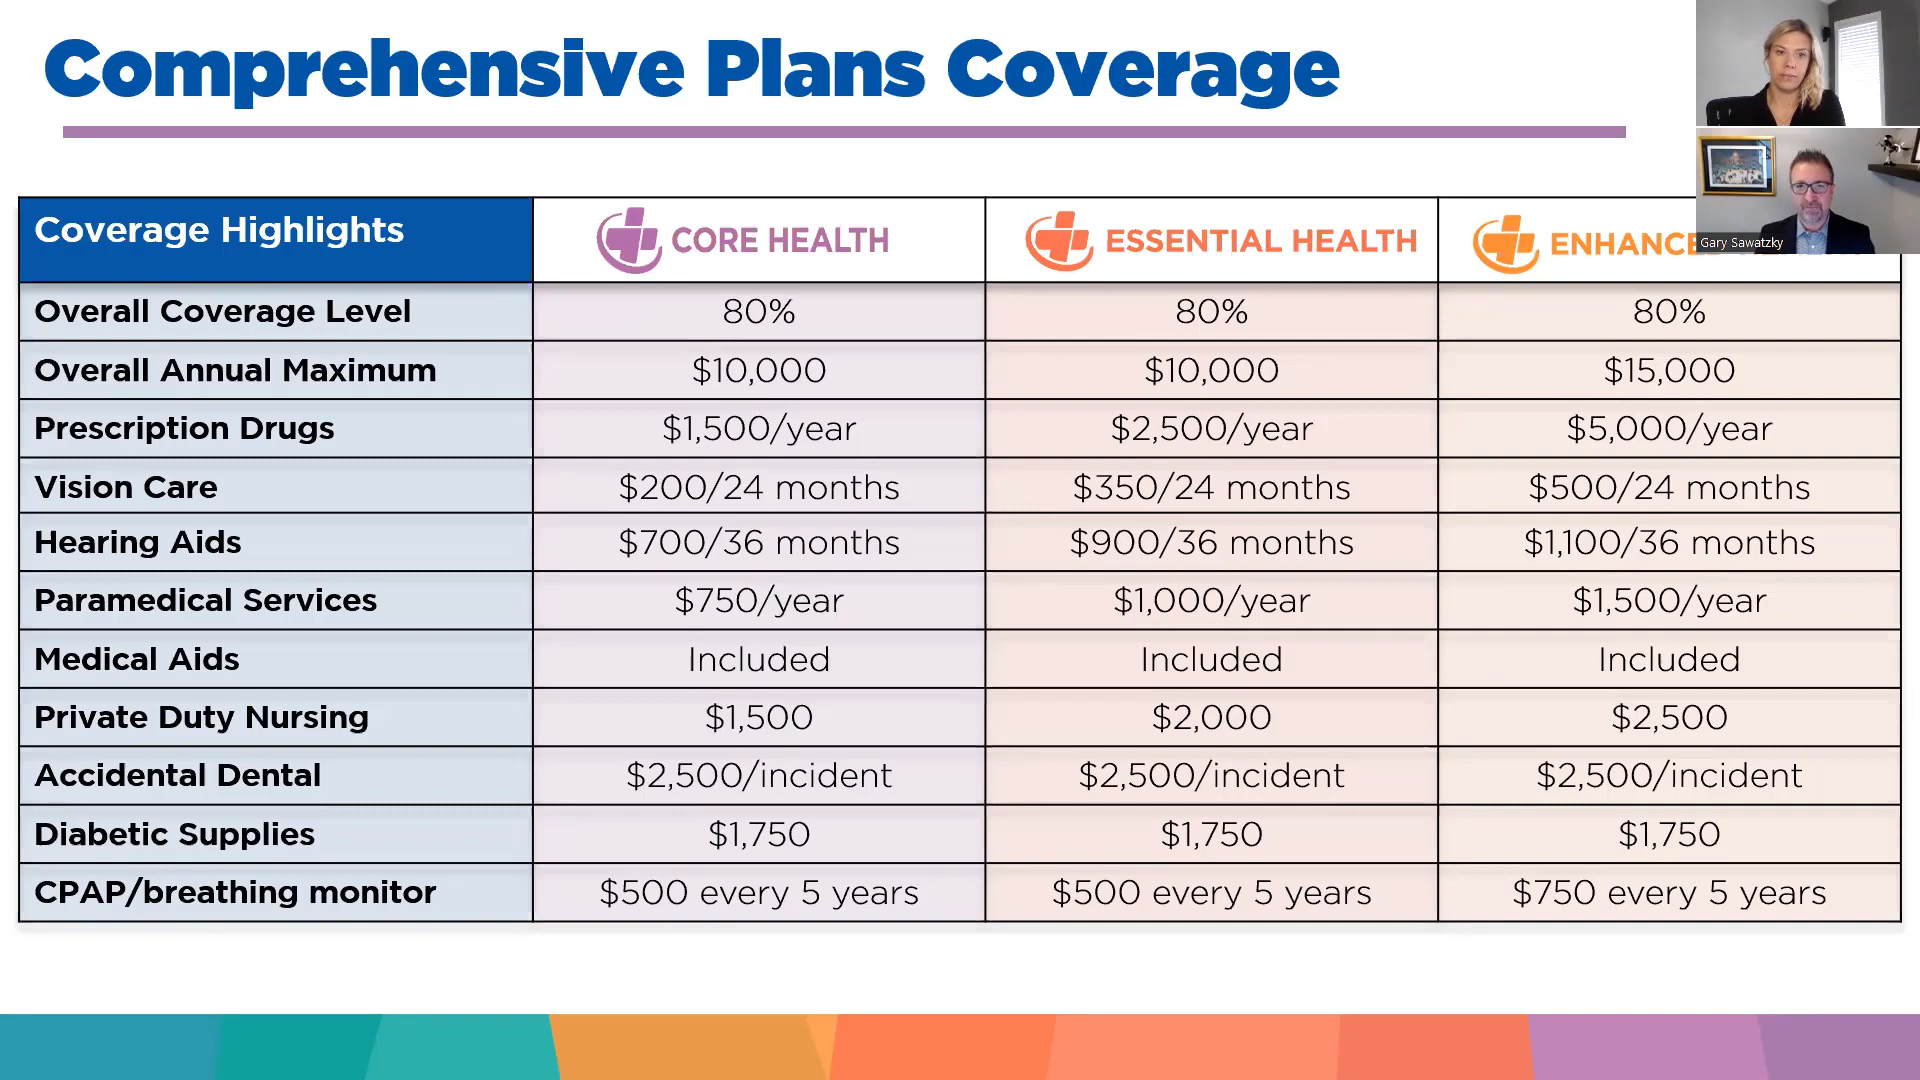 Comprehensive Plans Coverage
Coverage Highlights CORE HEALTH ESSENTIAL HEALTH ENHANCE
Gary Sawatzky
Overall Coverage Level 80% 80% 80%
Overall Annual Maximum $10,000 $10,000 $15,000
Prescription Drugs $1,500/year $2,500/year $5,000/year
Vision Care $200/24 months $350/24 months $500/24 months
Hearing Aids $700/36 months $900/36 months $1,100/36 months
Paramedical Services $750/year $1,000/year $1,500/year
Medical Aids Included Included Included
Private Duty Nursing $1,500 $2,000 $2,500
Accidental Dental $2,500/incident $2,500/incident $2,500/incident
Diabetic Supplies $1,750 $1,750 $1,750
CPAP/breathing monitor $500 every 5 years $500 every 5 years $750 every 5 years